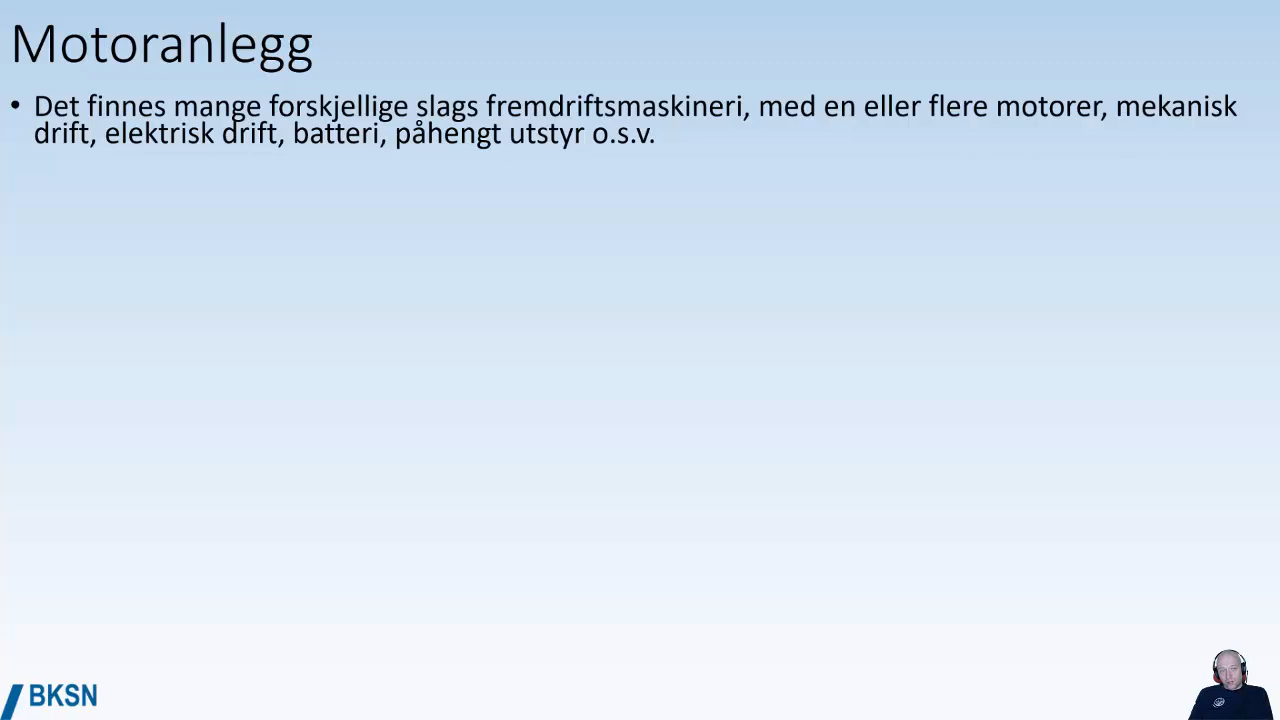 Motoranlegg
• Det finnes mange forskjellige slags fremdriftsmaskineri, med en eller flere motorer, mekanisk
drift, elektrisk drift, batteri, påhengt utstyr o.s.v.
BKSN